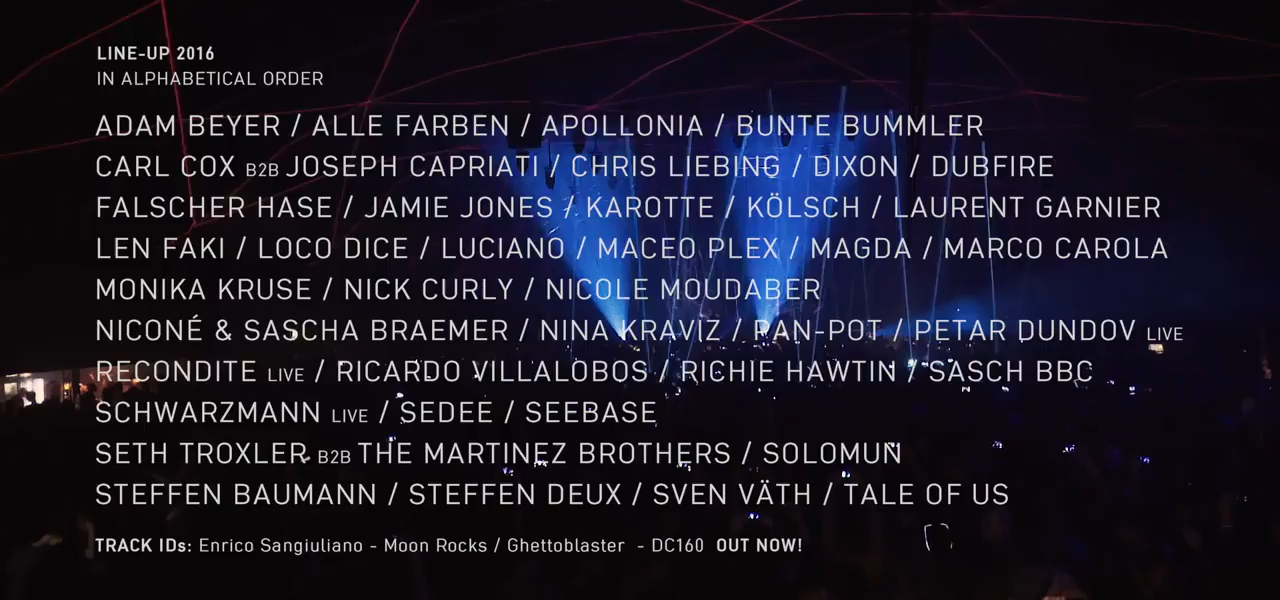 LINE-UP 2016
IN ALPHABETICAL ORDER
ADAM BEYER / ALLE FARBEN / APOLLONIA / BUNTE BUMMLER
CARL COX B2B JOSEPH CAPRIATI / CHRIS LIEBING / DIXON / DUBFIRE
FALSCHER HASE / JAMIE JONES / KAROTTE / KÖLSCH / LAURENT GARNIER
LEN FAKI / LOCO DICE / LUCIANO / MACEO PLEX / MAGDA / MARCO CAROLA
MONIKA KRUSE / NICK CURLY / NICOLE MOUDABER
NICONÉ & SASCHA BRAEMER / NINA KRAVIZ / PAN-POT / PETAR DUNDOV LIVE
RECONDITE LIVE / RICARDO VILLALOBOS / RICHIE HAWTIN / SASCH BBC
SCHWARZMANN LIVE / SEDEE / SEEBASE
SETH TROXLER B2B THE MARTINEZ BROTHERS / SOLOMUN
STEFFEN BAUMANN / STEFFEN DEUX / SVEN VÄTH / TALE OF US
TRACK IDs: Enrico Sangiuliano - Moon Rocks / Ghettoblaster - DC160 OUT NOW!